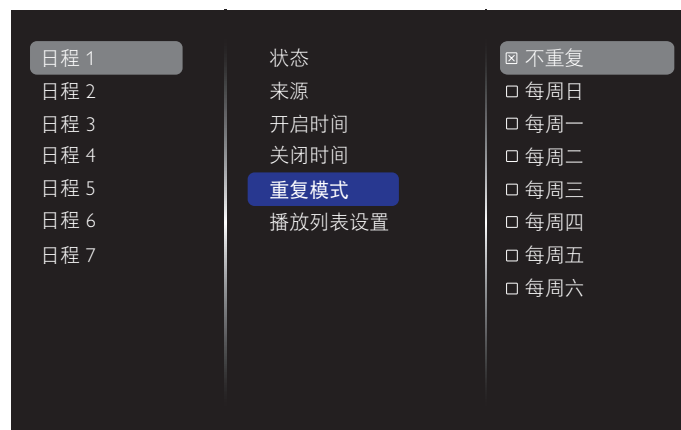 日程 1
日程 2
日程 3
日程 4
日程 5
日程 6
日程 7
状态
来源
开启时间
关闭时间
重复模式
播放列表设置
不重复
每周日
每周一
每周二
每周三
每周四
每周五
每周六